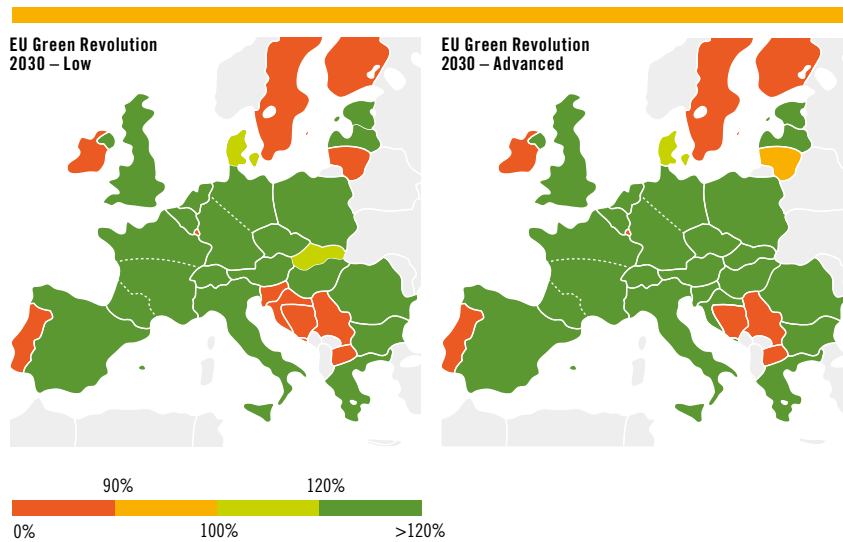 EU Green Revolution
2030 – Low
EU Green Revolution
2030 – Advanced
90%
120%
0%
100%
>120%